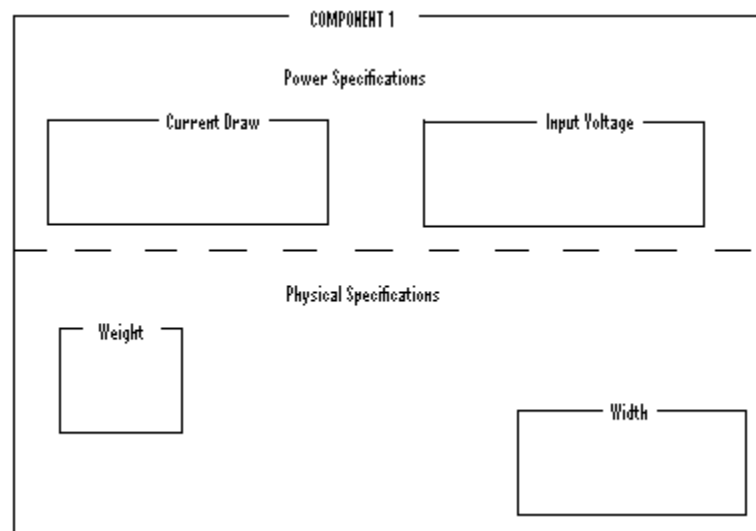 COMPONENT 1
Power Specifications
Current Draw
Input Voltage
Physical Specifications
Weight
Width